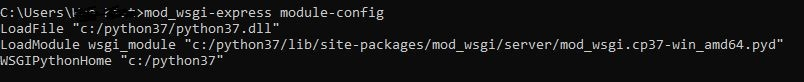 C:\Users\>mod_wsgi-express module-config
LoadFile "c:/python37/python37.dll"
LoadModule wsgi_module "c:/python37/lib/site-packages/mod_wsgi/server/mod_wsgi.cp37-win_amd64.pyd"
WSGIPythonHome "c:/python37"